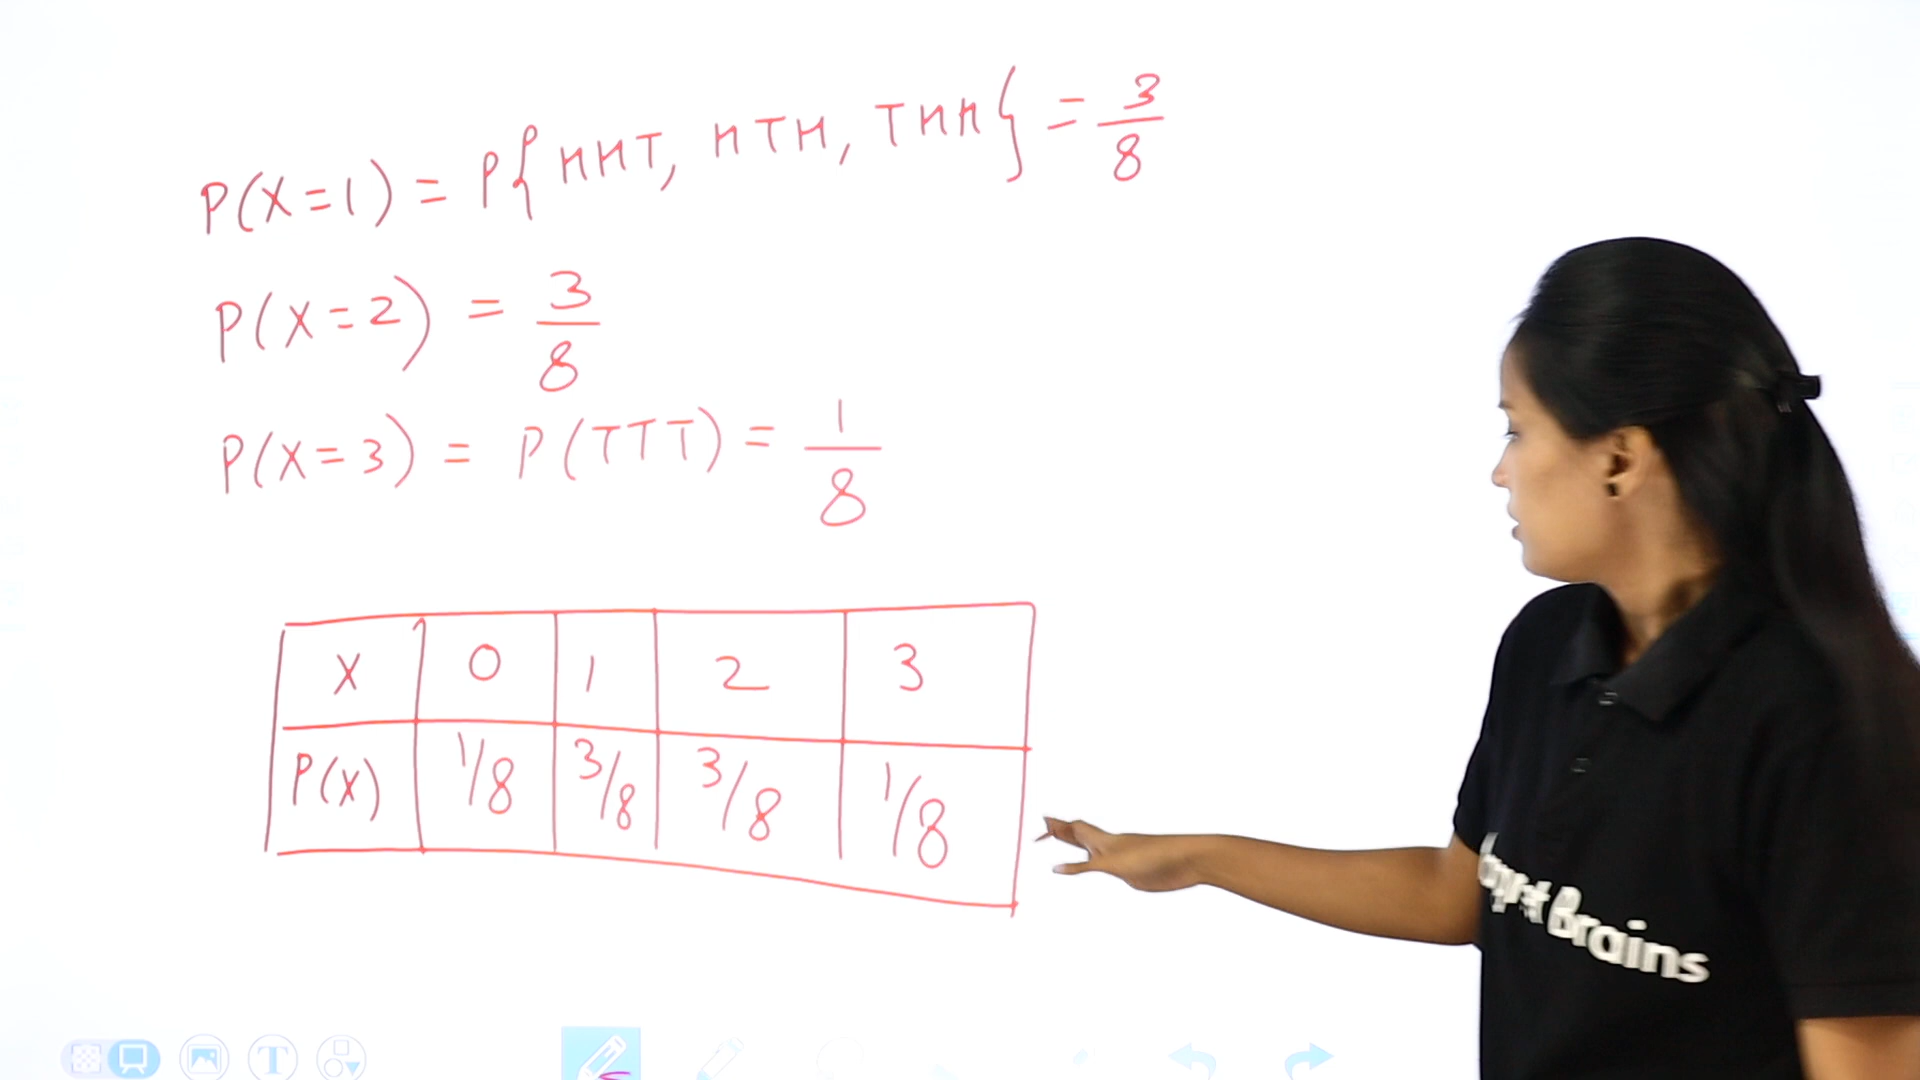 P(X=1) = P{HHT, HTH, THH} = 3/8
P(X=2) = 3/8
P(X=3) = P(TTT) = 1/8
X 0 1 2 3
P(X) 1/8 3/8 3/8 1/8
Brains
T